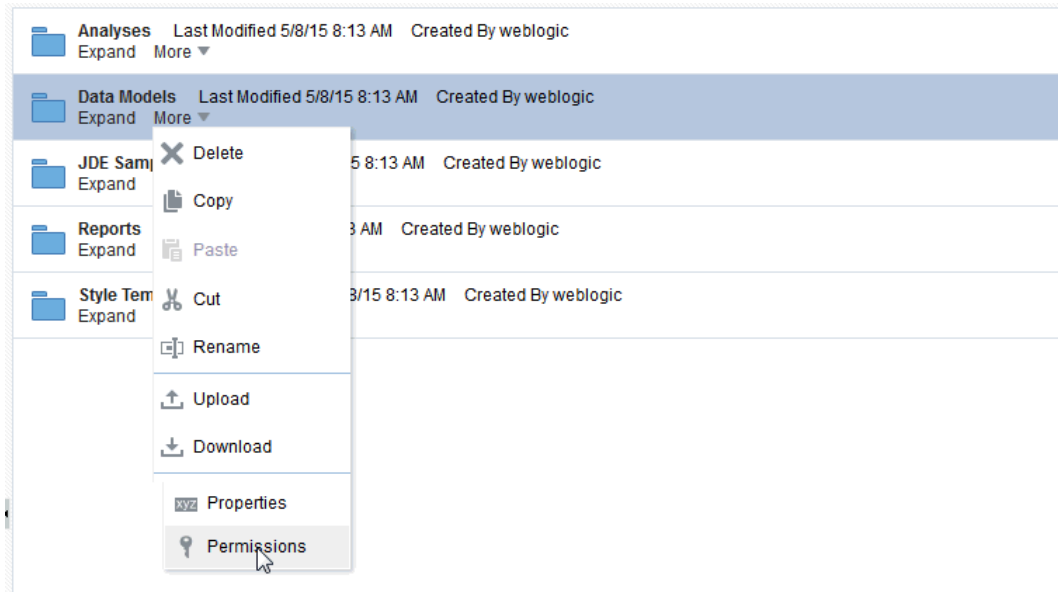 Analyses Last Modified 5/8/15 8:13 AM Created By weblogic
Expand More
Data Models Last Modified 5/8/15 8:13 AM Created By weblogic
Expand More
Delete
JDE Sam 5 8:13 AM Created By weblogic
Expand
Copy
Reports 3 AM Created By weblogic
Expand
Paste
Style Tem 8/15 8:13 AM Created By weblogic
Cut
Expand
Rename
Upload
Download
xyz Properties
Permissions